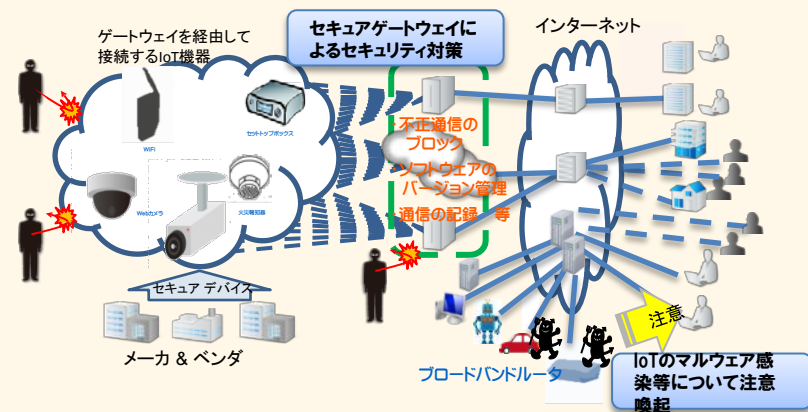 セキュアゲートウェイに
よるセキュリティ対策
インターネット
ゲートウェイを経由して
接続するIoT機器
WiFi
セットトップボックス
不正通信の
ブロック
ソフトウェアの
バージョン管理
通信の記録 等
Webカメラ
火災報知器
セキュア デバイス
メーカ & ベンダ
ブロードバンドルータ
注意
IoTのマルウェア感
染等について注意
喚起